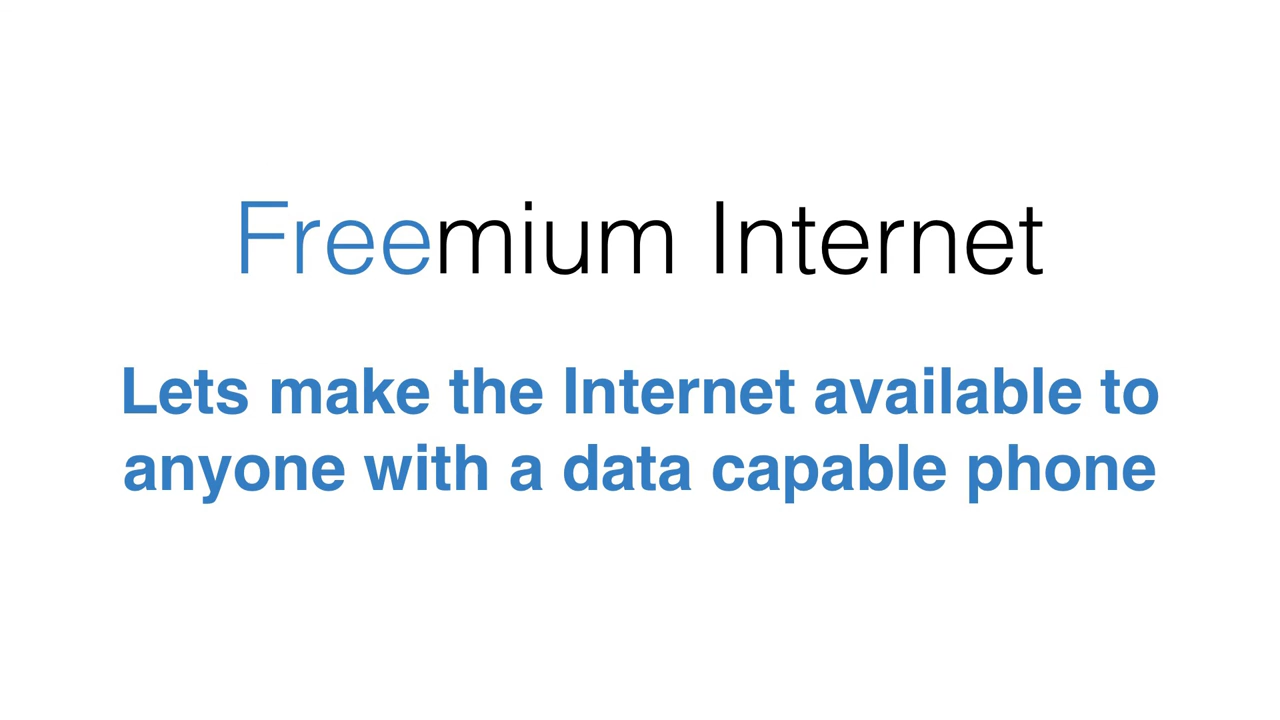 Freemium Internet
Lets make the Internet available to
anyone with a data capable phone